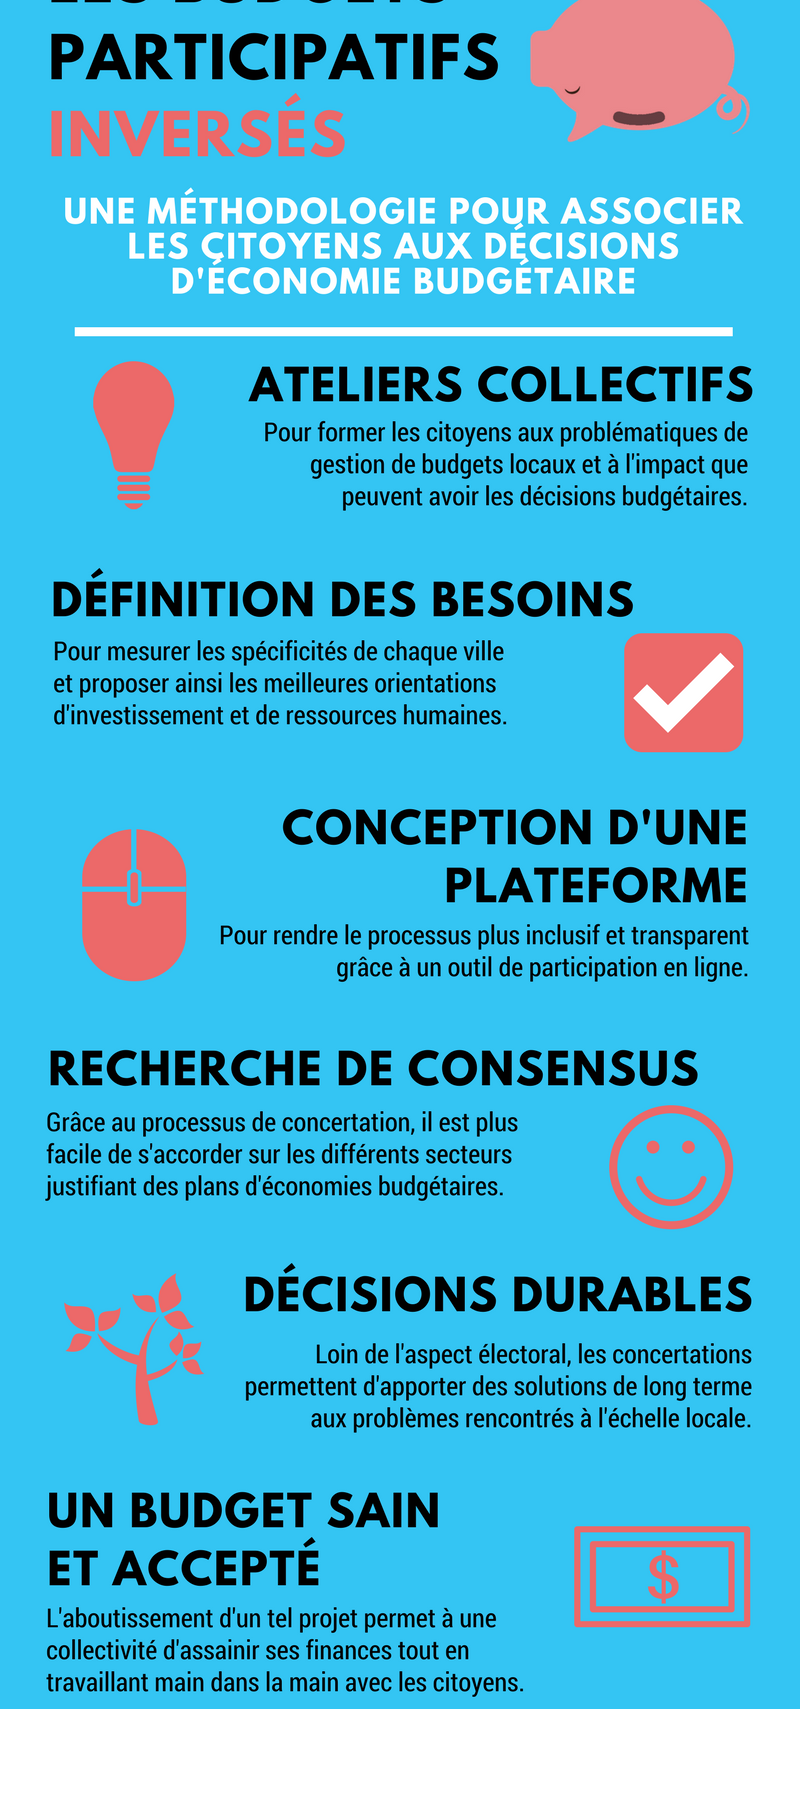 LES BUDGETS
PARTICIPATIFS
INVERSÉS
UNE MÉTHODOLOGIE POUR ASSOCIER
LES CITOYENS AUX DÉCISIONS
D'ÉCONOMIE BUDGÉTAIRE
ATELIERS COLLECTIFS
Pour former les citoyens aux problématiques de
gestion de budgets locaux et à l'impact que
peuvent avoir les décisions budgétaires.
DÉFINITION DES BESOINS
Pour mesurer les spécificités de chaque ville
et proposer ainsi les meilleures orientations
d'investissement et de ressources humaines.
CONCEPTION D'UNE
PLATEFORME
Pour rendre le processus plus inclusif et transparent
grâce à un outil de participation en ligne.
RECHERCHE DE CONSENSUS
Grâce au processus de concertation, il est plus
facile de s'accorder sur les différents secteurs
justifiant des plans d'économies budgétaires.
DÉCISIONS DURABLES
Loin de l'aspect électoral, les concertations
permettent d'apporter des solutions de long terme
aux problèmes rencontrés à l'échelle locale.
UN BUDGET SAIN
ET ACCEPTÉ
$
L'aboutissement d'un tel projet permet à une
collectivité d'assainir ses finances tout en
travaillant main dans la main avec les citoyens.